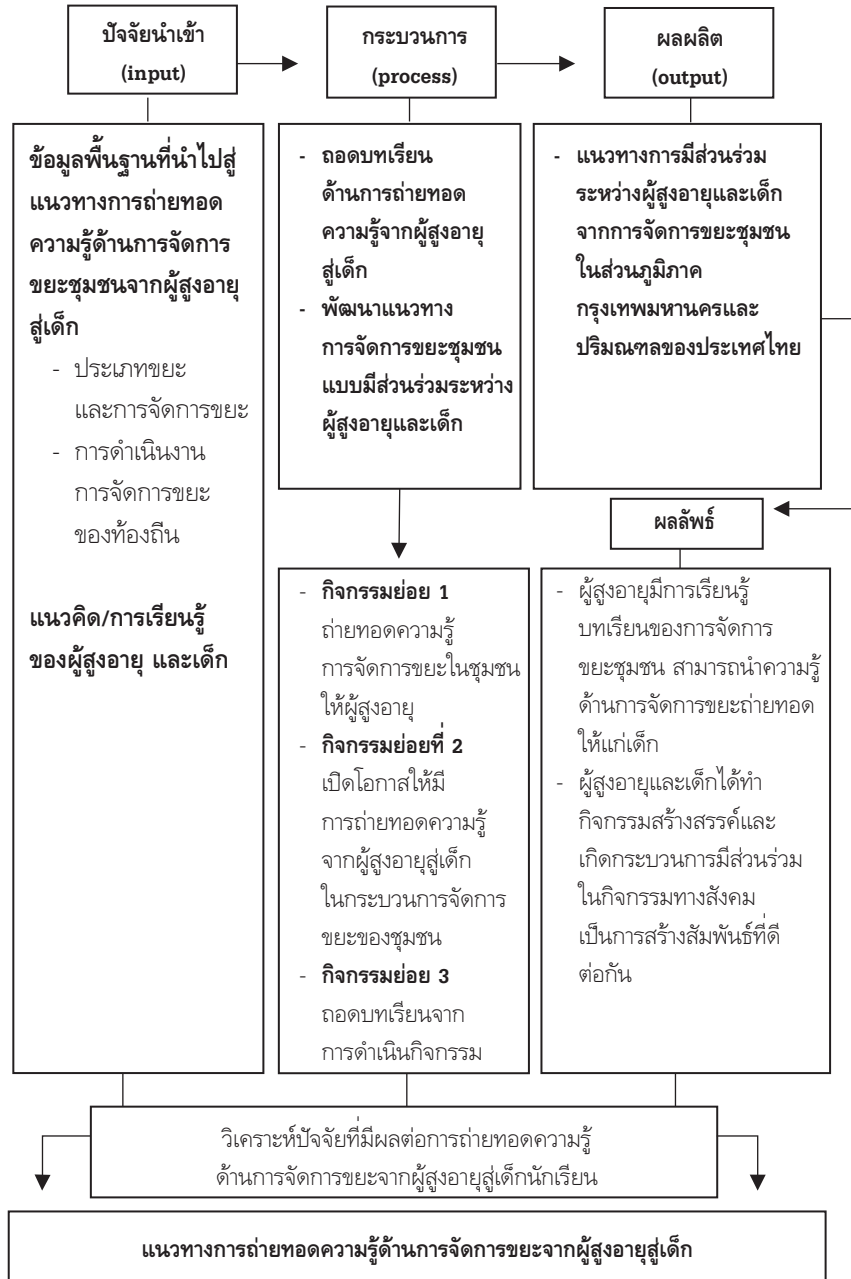 ปัจจัยนำเข้า
(input)
กระบวนการ
(process)
ผลผลิต
(output)
ข้อมูลพื้นฐานที่นำไปสู่
แนวทางการถ่ายทอด
ความรู้ด้านการจัดการ
ขยะชุมชนจากผู้สูงอายุ
สู่เด็ก
- ประเภทขยะ
และการจัดการขยะ
- การดำเนินงาน
การจัดการขยะ
ของท้องถีน
แนวคิด/การเรียนรู้
ของผู้สูงอายุ และเด็ก
- ถอดบทเรียน
ด้านการถ่ายทอด
ความรู้จากผู้สูงอายุ
สู่เด็ก
- พัฒนาแนวทาง
การจัดการขยะชุมชน
แบบมีส่วนร่วมระหว่าง
ผู้สูงอายุและเด็ก
- แนวทางการมีส่วนร่วม
ระหว่างผู้สูงอายุและเด็ก
จากการจัดการขยะชุมชน
ในส่วนภูมิภาค
กรุงเทพมหานครและ
ปริมณฑลของประเทศไทย
- กิจกรรมย่อย 1
ถ่ายทอดความรู้
การจัดการขยะในชุมชน
ให้ผู้สูงอายุ
- กิจกรรมย่อยที่ 2
เปิดโอกาสให้มี
การถ่ายทอดความรู้
จากผู้สูงอายุสู่เด็ก
ในกระบวนการจัดการ
ขยะของชุมชน
- กิจกรรมย่อย 3
ถอดบทเรียนจาก
การดำเนินกิจกรรม
ผลลัพธ์
- ผู้สูงอายุมีการเรียนรู้
บทเรียนของการจัดการ
ขยะชุมชน สามารถนำความรู้
ด้านการจัดการขยะถ่ายทอด
ให้แก่เด็ก
- ผู้สูงอายุและเด็กได้ทำ
กิจกรรมสร้างสรรค์และ
เกิดกระบวนการมีส่วนร่วม
ในกิจกรรมทางสังคม
เป็นการสร้างสัมพันธ์ที่ดี
ต่อกัน
วิเคราะห์ปัจจัยที่มีผลต่อการถ่ายทอดความรู้
ด้านการจัดการขยะจากผู้สูงอายุสู่เด็กนักเรียน
แนวทางการถ่ายทอดความรู้ด้านการจัดการขยะจากผู้สูงอายุสู่เด็ก